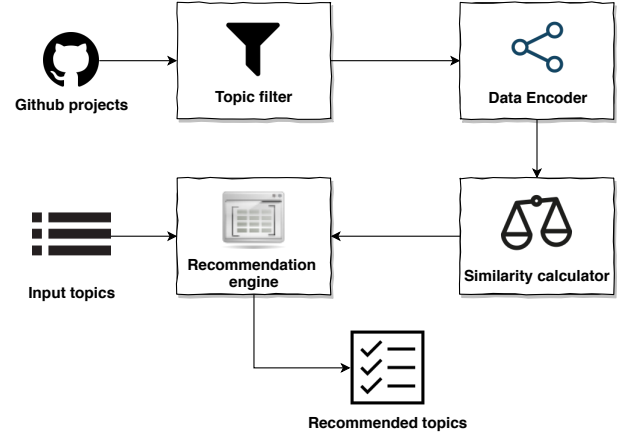 Github projects
Topic filter
Data Encoder
Input topics
Recommendation
engine
Similarity calculator
Recommended topics